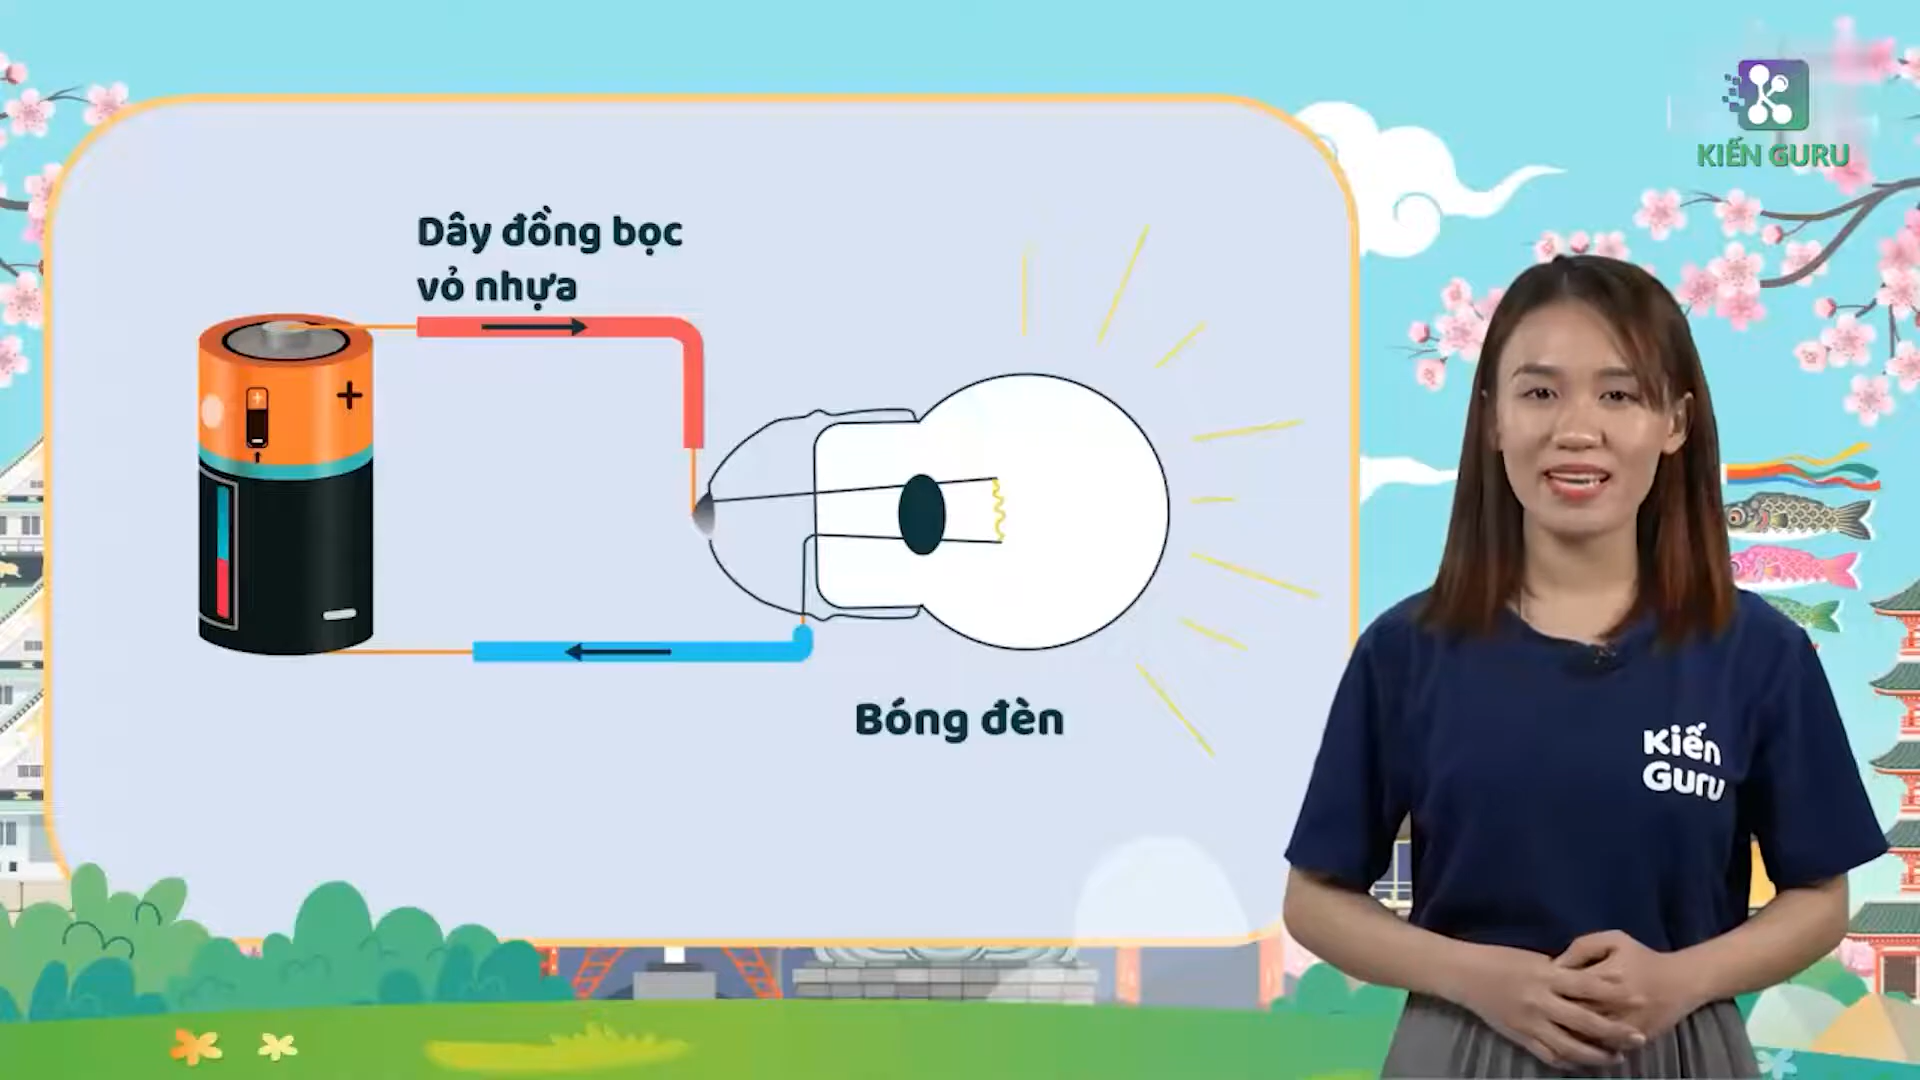 KIẾN GURU
Dây đồng bọc
vỏ nhựa
+
Bóng đèn
Kiến
Guru